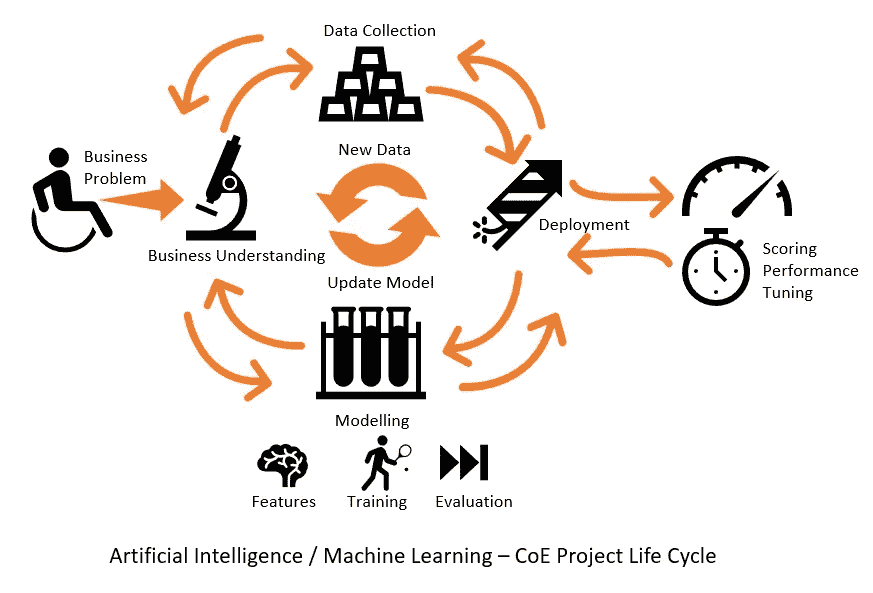 Data Collection
Business
Problem
New Data
Deployment
Business Understanding
Scoring
Performance
Tuning
Update Model
Modelling
Features
Training
Evaluation
Artificial Intelligence / Machine Learning – CoE Project Life Cycle